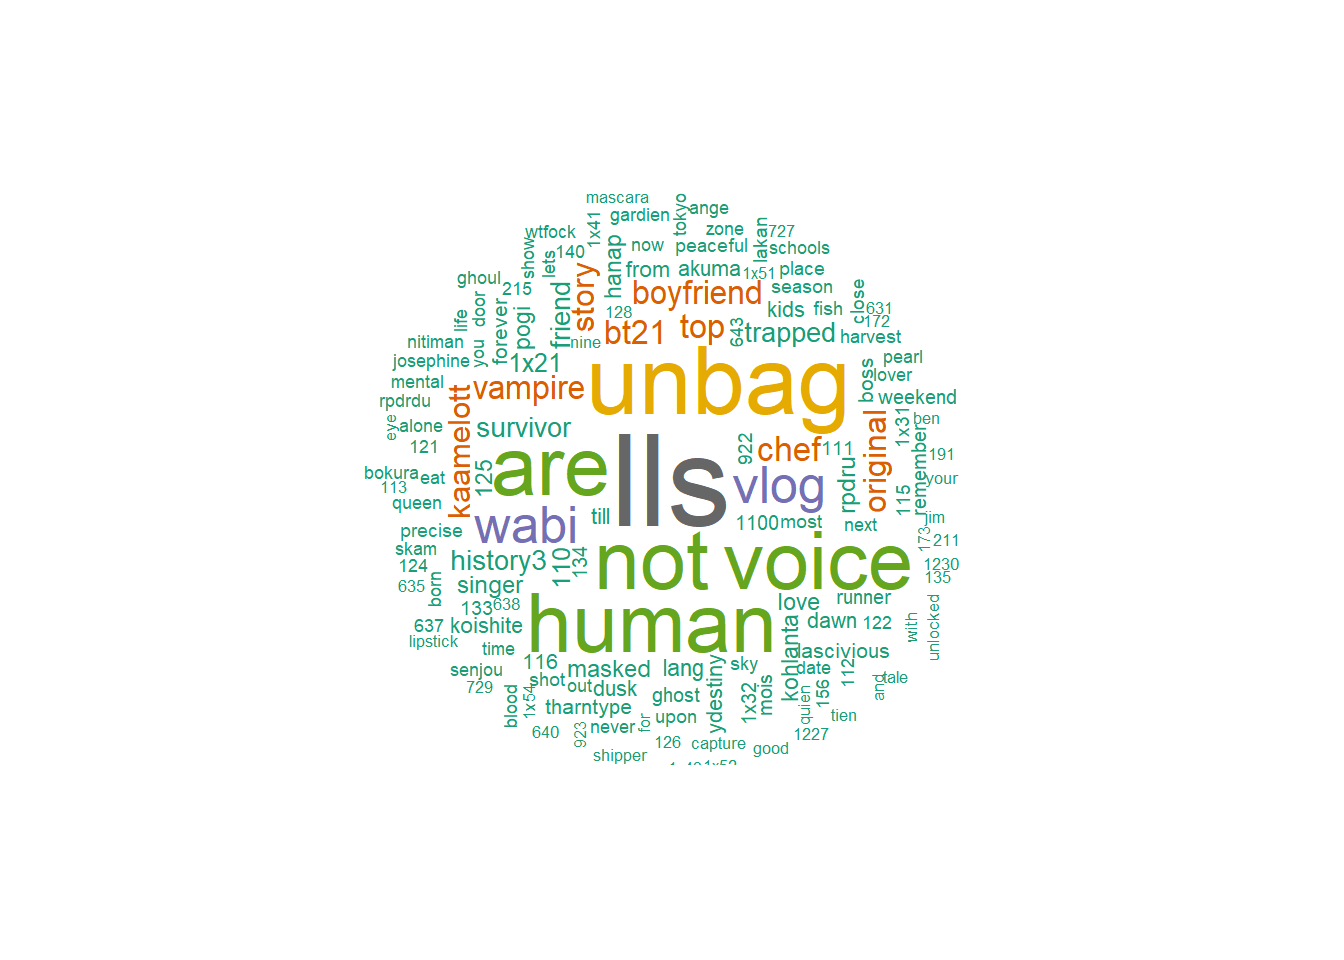 mascara
gardien
tokyo
ange
wtfock
1x41
now
zone
lakan
727
show
lets
140
hanap
peaceful
schools
ghoul
215
story
from
akuma
1x51
place
life
door
forever
pogi
friend
128
boyfriend
season
kids
fish
close
631
172
nitiman
you
nine
bt21
top
643
trapped
harvest
josephine
1x21
unbag
boss
pearl
lover
mental
vampire
weekend
rpdrdu
kaamelott
original
1x31
ben
eye
alone
survivor
922
chef
111
remember
121
are
lls
vlog
rpdru
191
bokura
eat
125
115
your
113
queen
wabi
till
1100
most
next
jim
precise
173
211
skam
history3
110
134
not
voice
1230
124
135
635
born
singer
133
638
human
love
runner
637
koishite
dawn
122
with
unlocked
lipstick
time
116
masked
lang
sky
kohlanta
lascivious
senjou
shot
out
dusk
ghost
ydestiny
1x32
mois
date
112
and
tale
729
blood
1x54
tharntype
quien
156
640
923
never
for
upon
tien
126
capture
good
1227
shipper
1x52